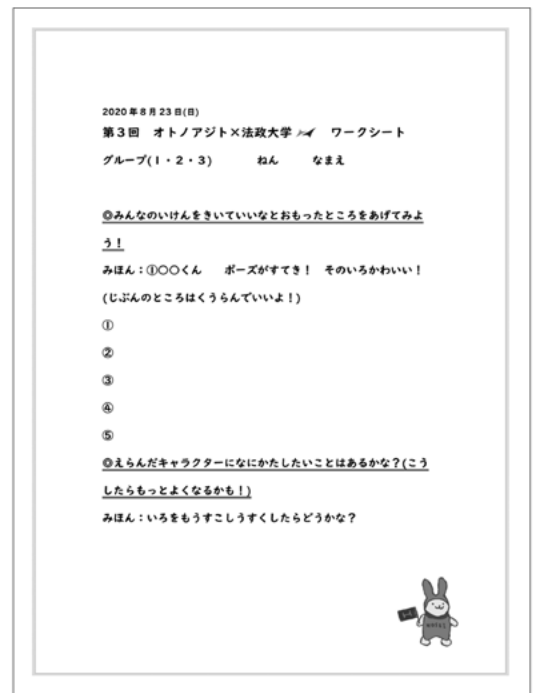 2020年8月23日(日)
第3回　オトノアジト×法政大学　ワークシート
グループ(1・2・3)　　　ねん　　なまえ
◎みんなのいけんをきいていいなとおもったところをあげてみよ
う！
みほん：①○○くん　　ポーズがすてき！　そのいろかわいい！
(じぶんのところはくうらんでいいよ！)
①
②
③
④
⑤
◎えらんだキャラクターになにかたしたいことはあるかな？(こう
したらもっとよくなるかも！)
みほん：いろをもうすこしうすくしたらどうかな？